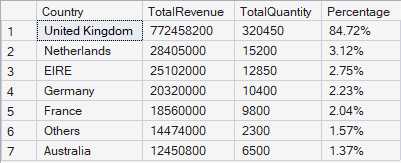 Country TotalRevenue TotalQuantity Percentage
1 United Kingdom 772458200 320450 84.72%
2 Netherlands 28405000 15200 3.12%
3 EIRE 25102000 12850 2.75%
4 Germany 20320000 10400 2.23%
5 France 18560000 9800 2.04%
6 Others 14474000 2300 1.57%
7 Australia 12450800 6500 1.37%